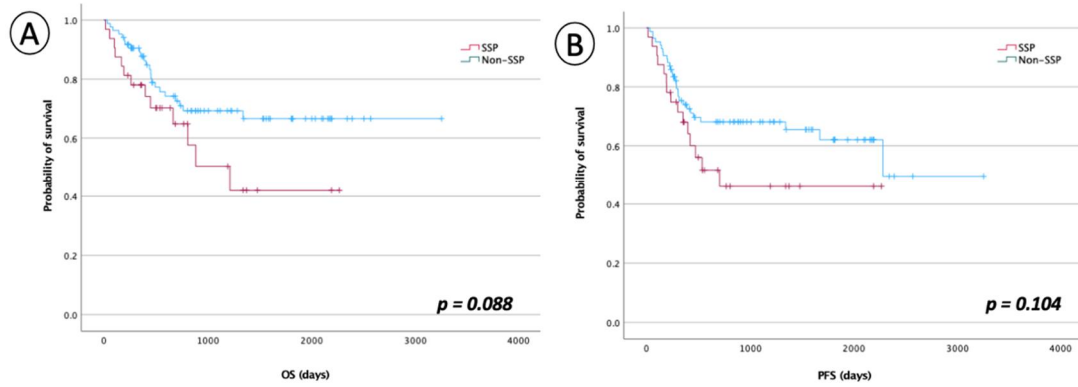 A
SSP
Non-SSP
1.0
0.8
0.6
0.4
0.2
0.0
Probability of survival
0 1000 2000 3000 4000
OS (days)
p = 0.088
B
SSP
Non-SSP
1.0
0.8
0.6
0.4
0.2
0.0
Probability of survival
0 1000 2000 3000 4000
PFS (days)
p = 0.104